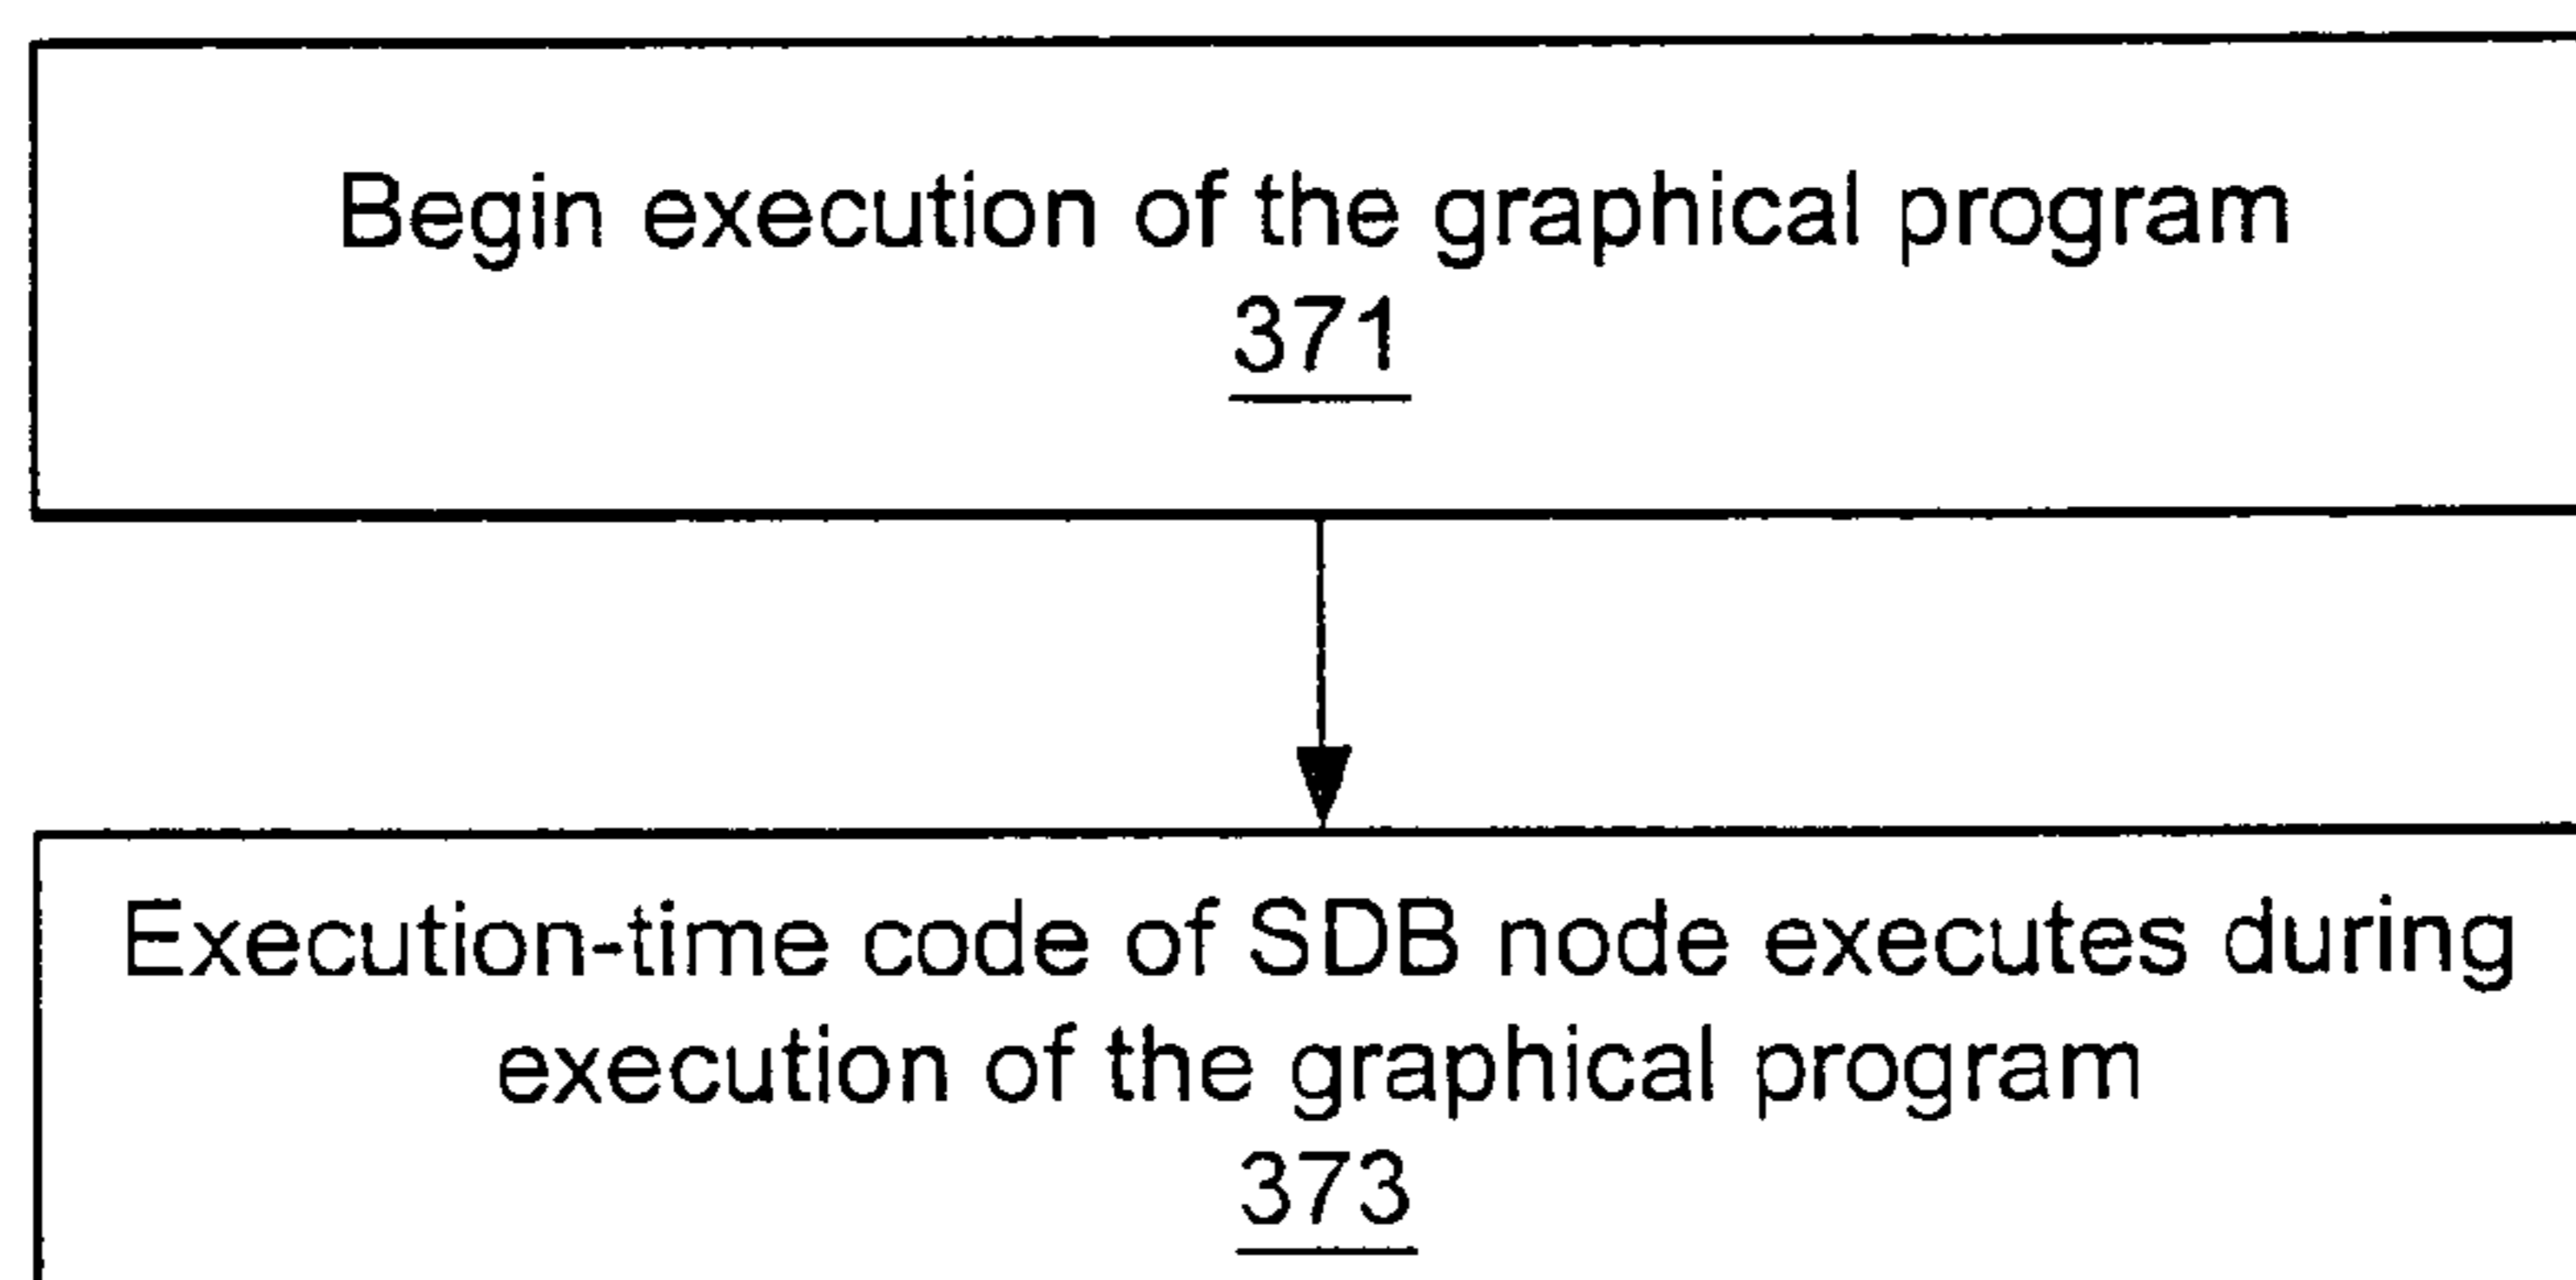 Begin execution of the graphical program
371
Execution-time code of SDB node executes during
execution of the graphical program
373